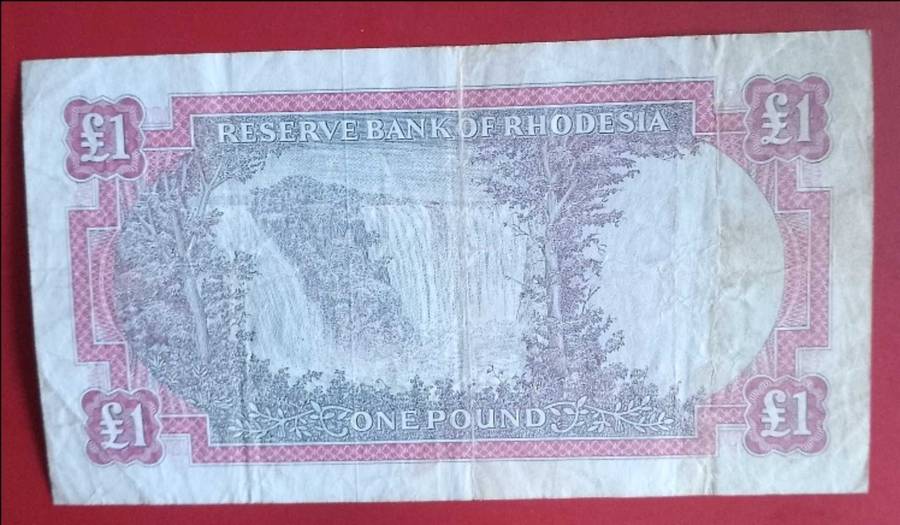 £1 £1
RESERVE BANK OF RHODESIA
ONE POUND
£1 £1